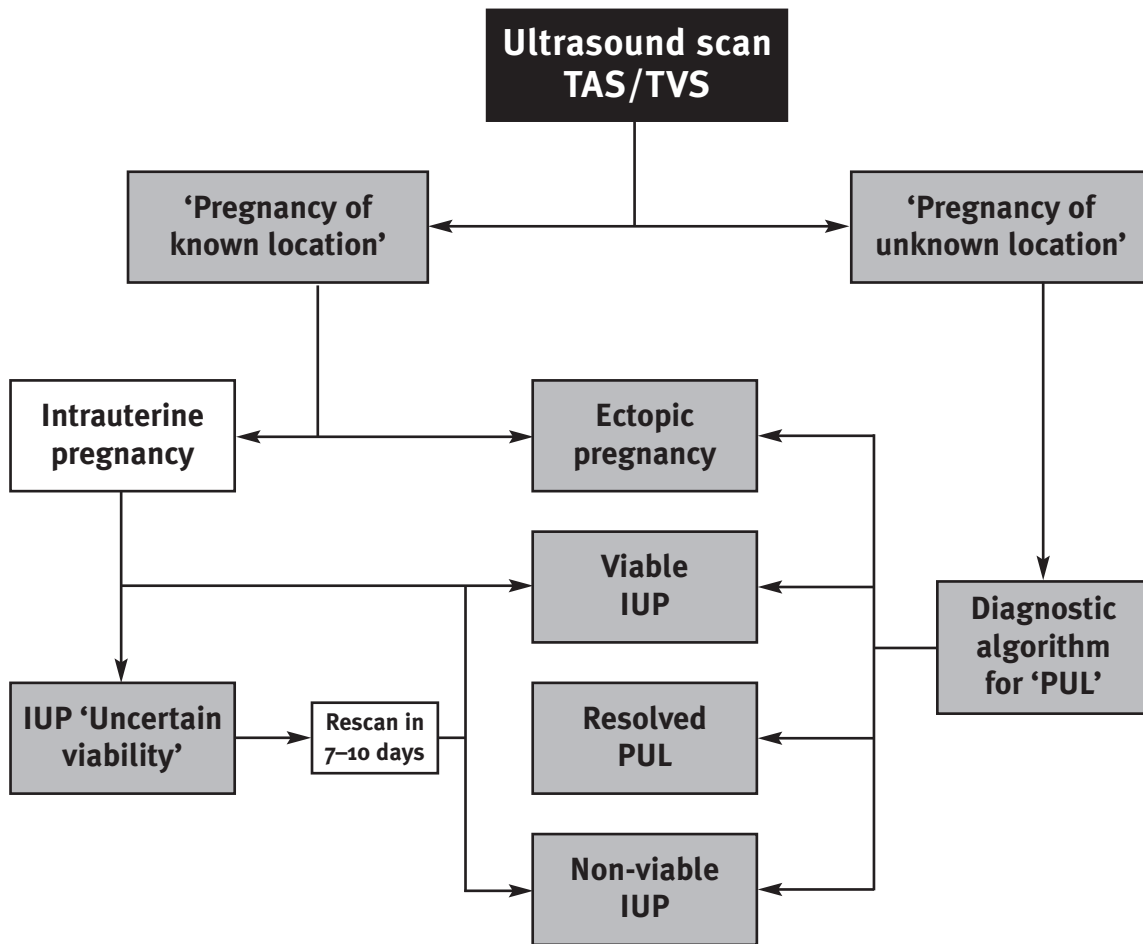 Ultrasound scan
TAS/TVS
‘Pregnancy of
known location’
‘Pregnancy of
unknown location’
Intrauterine
pregnancy
Ectopic
pregnancy
Viable
IUP
Diagnostic
algorithm
for ‘PUL’
IUP ‘Uncertain
viability’
Rescan in
7–10 days
Resolved
PUL
Non-viable
IUP